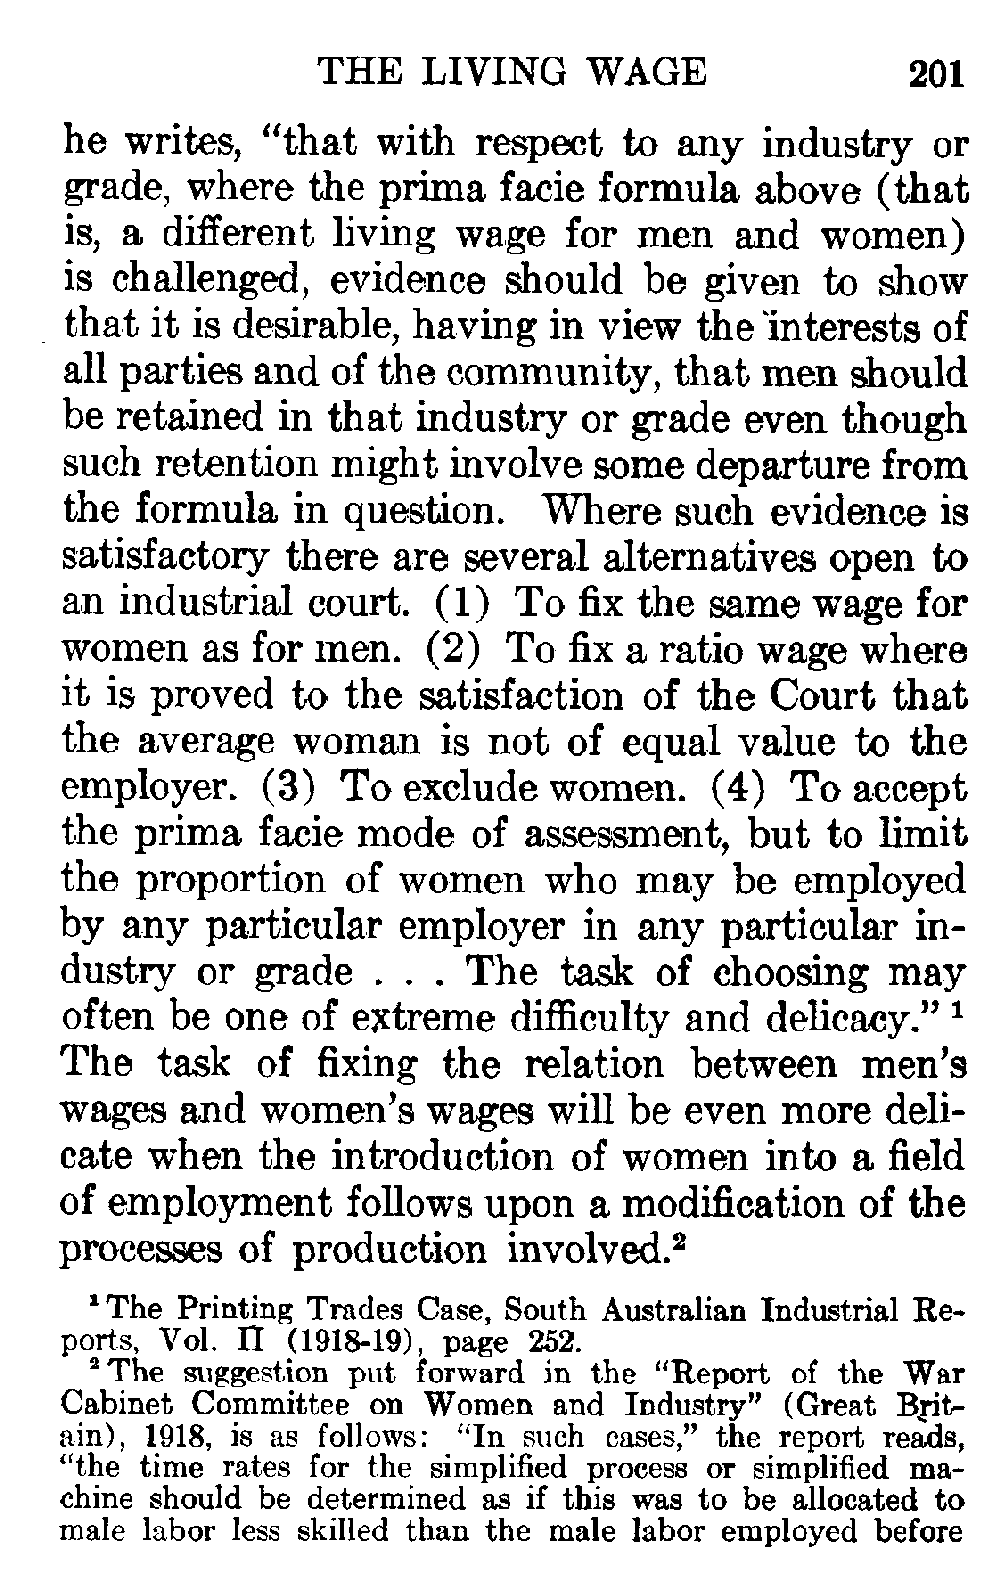 THE LIVING WAGE 201
he writes, “that with respect to any industry or
grade, where the prima facie formula above (that
is, a different living wage for men and women)
is challenged, evidence should be given to show
that it is desirable, having in view the interests of
all parties and of the community, that men should
be retained in that industry or grade even though
such retention might involve some departure from
the formula in question. Where such evidence is
satisfactory there are several alternatives open to
an industrial court. (1) To fix the same wage for
women as for men. (2) To fix a ratio wage where
it is proved to the satisfaction of the Court that
the average woman is not of equal value to the
employer. (3) To exclude women. (4) To accept
the prima facie mode of assessment, but to limit
the proportion of women who may be employed
by any particular employer in any particular in-
dustry or grade . . . The task of choosing may
often be one of extreme difficulty and delicacy.” 1
The task of fixing the relation between men’s
wages and women’s wages will be even more deli-
cate when the introduction of women into a field
of employment follows upon a modification of the
processes of production involved.2
1 The Printing Trades Case, South Australian Industrial Re-
ports, Vol. II (1918-19), page 252.
2 The suggestion put forward in the “Report of the War
Cabinet Committee on Women and Industry” (Great Brit-
ain), 1918, is as follows: “In such cases,” the report reads,
“the time rates for the simplified process or simplified ma-
chine should be determined as if this was to be allocated to
male labor less skilled than the male labor employed before